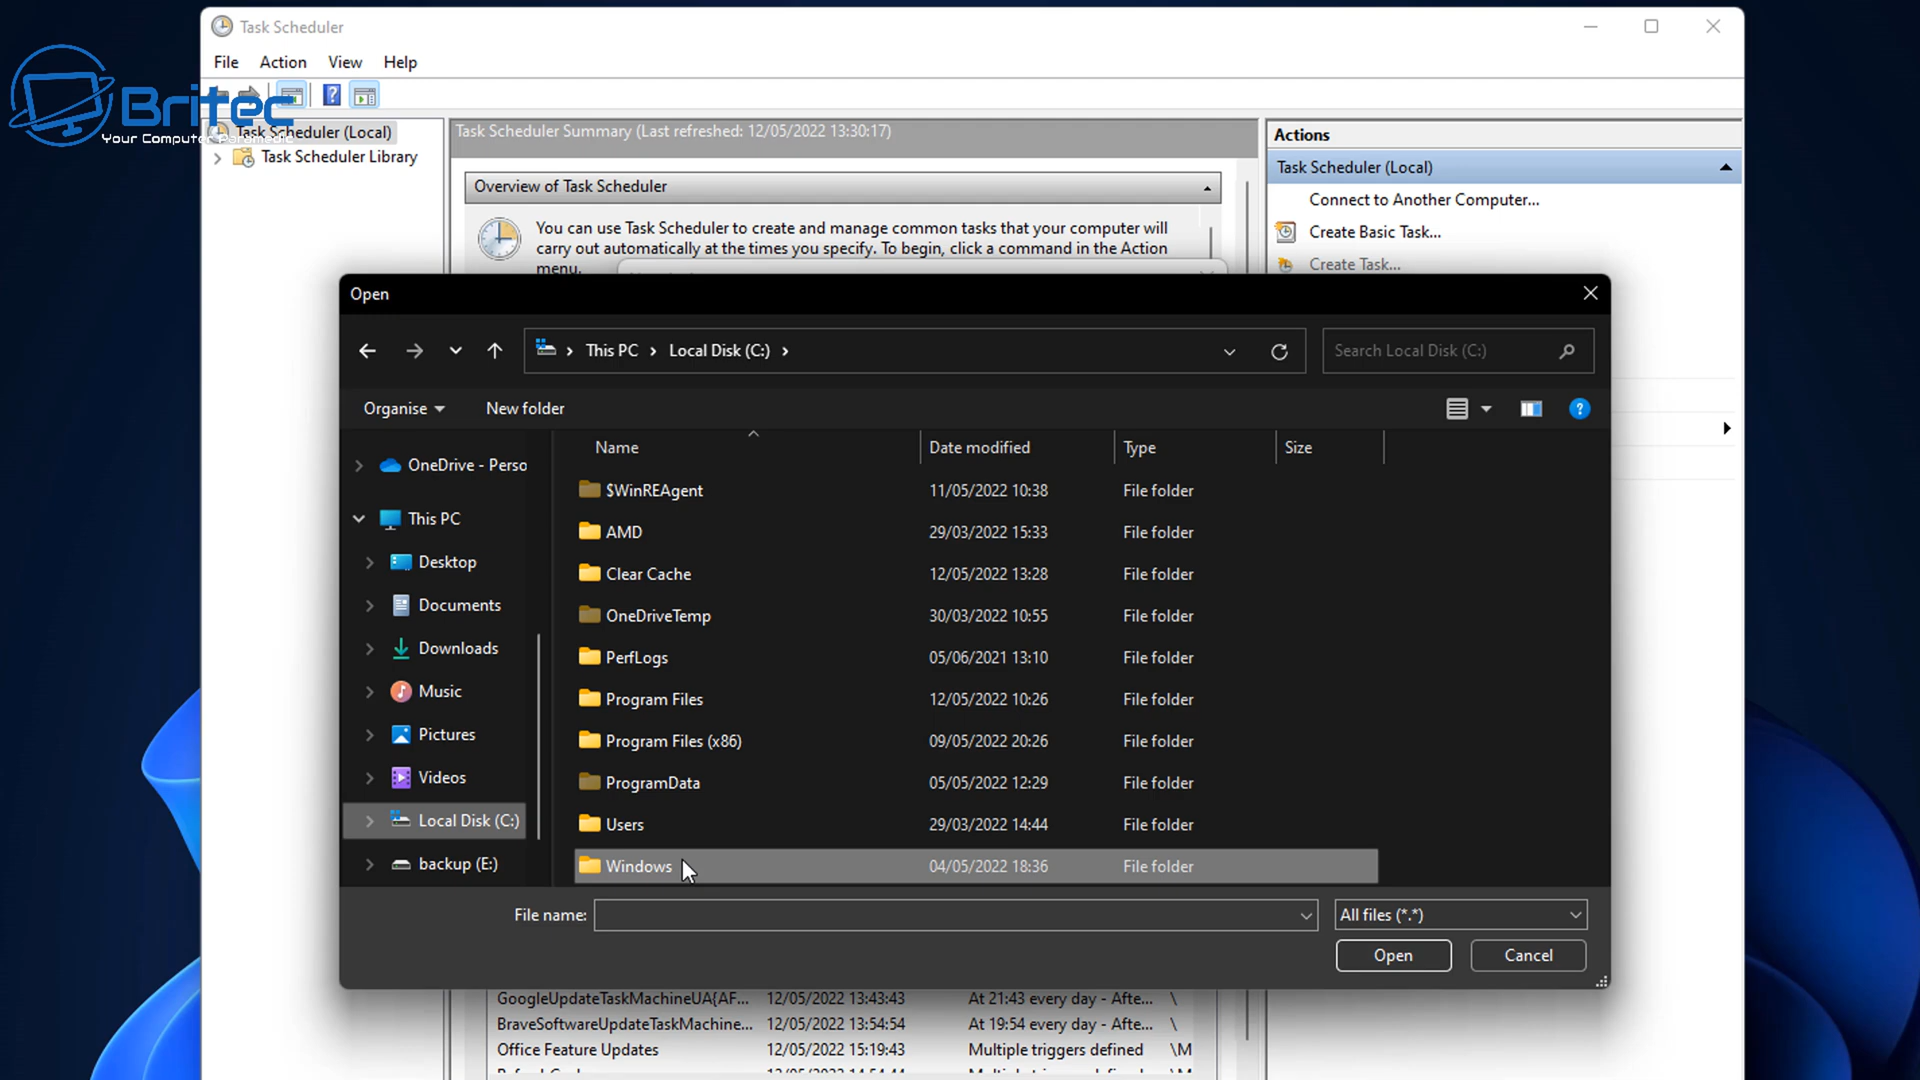 Task Scheduler
File Action View Help
Britec
Your Computer Paramedic
Task Scheduler (Local)
Task Scheduler Library
Task Scheduler Summary (Last refreshed: 12/05/2022 13:30:17)
Overview of Task Scheduler
You can use Task Scheduler to create and manage common tasks that your computer will
carry out automatically at the times you specify. To begin, click a command in the Action
menu.
Actions
Task Scheduler (Local)
Connect to Another Computer...
Create Basic Task...
Create Task...
Open
This PC > Local Disk (C:) >
Search Local Disk (C:)
Organise
New folder
OneDrive - Perso
This PC
Desktop
Documents
Downloads
Music
Pictures
Videos
Local Disk (C:)
backup (E:)
Name Date modified Type Size
$WinREAgent 11/05/2022 10:38 File folder
AMD 29/03/2022 15:33 File folder
Clear Cache 12/05/2022 13:28 File folder
OneDriveTemp 30/03/2022 10:55 File folder
PerfLogs 05/06/2021 13:10 File folder
Program Files 12/05/2022 10:26 File folder
Program Files (x86) 09/05/2022 20:26 File folder
ProgramData 05/05/2022 12:29 File folder
Users 29/03/2022 14:44 File folder
Windows 04/05/2022 18:36 File folder
File name:
All files (*.*)
Open
Cancel
GoogleUpdateTaskMachineUA{AF... 12/05/2022 13:43:43 At 21:43 every day - Afte... \
BraveSoftwareUpdateTaskMachine... 12/05/2022 13:54:54 At 19:54 every day - Afte... \
Office Feature Updates 12/05/2022 15:19:43 Multiple triggers defined \M